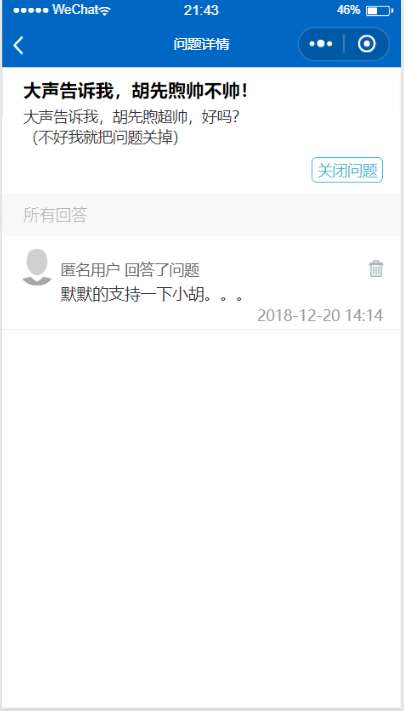 WeChat 21:43 46%
问题详情
大声告诉我，胡先煦帅不帅！
大声告诉我，胡先煦超帅，好吗？
（不好我就把问题关掉）
关闭问题
所有回答
匿名用户 回答了问题
默默的支持一下小胡。。。
2018-12-20 14:14